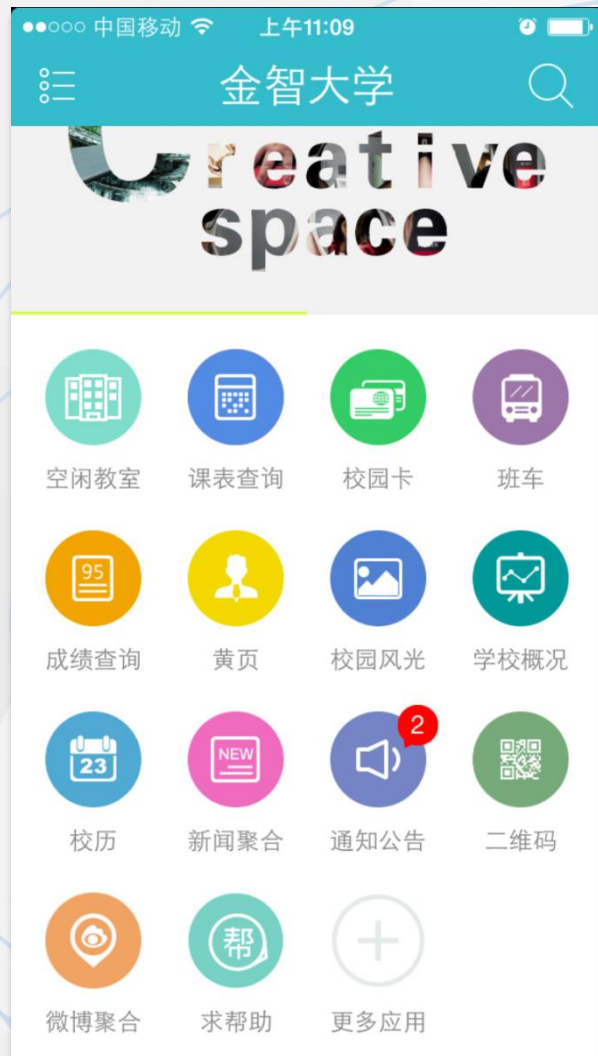 中国移动 上午11:09
金智大学
Creative
space
空闲教室 课表查询 校园卡 班车
95
成绩查询 黄页 校园风光 学校概况
23 NEW 2
校历 新闻聚合 通知公告 二维码
帮
微博聚合 求帮助 更多应用